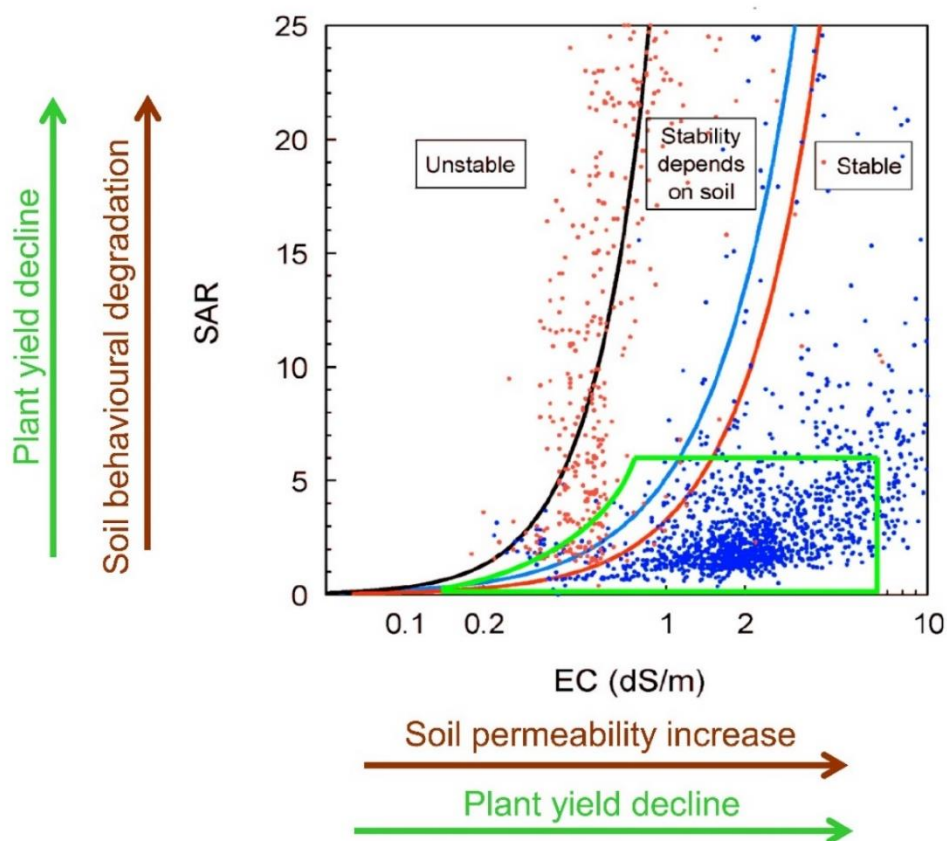 Plant yield decline
Soil behavioural degradation
SAR
25
20
15
10
5
0
Unstable
Stability
depends
on soil
Stable
0.1
0.2
1
2
10
EC (dS/m)
Soil permeability increase
Plant yield decline